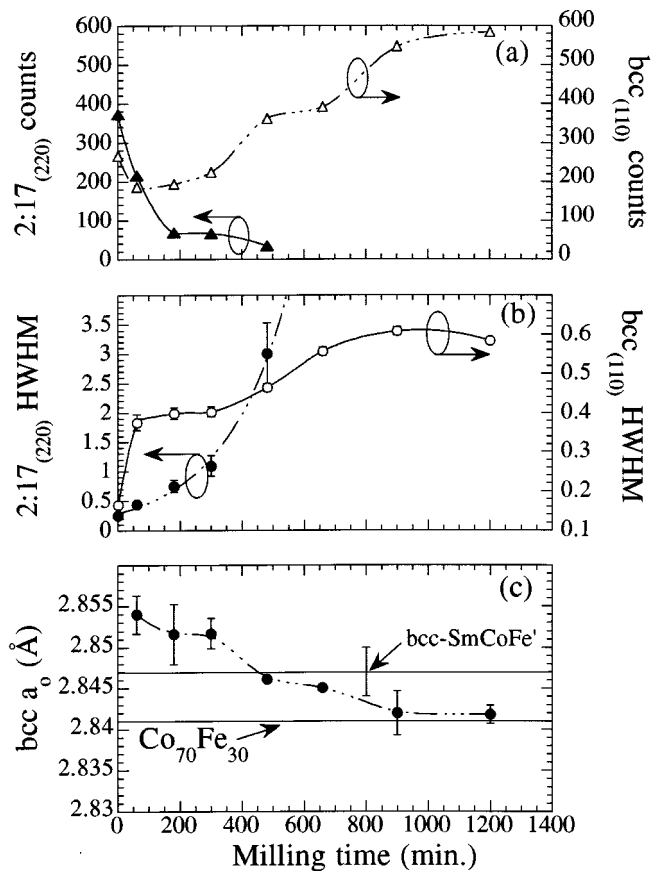 600
500
400
300
200
100
0
2:17(220) counts
(a)
600
400
200
0
bcc(110) counts
3.5
3
2.5
2
1.5
1
0.5
0
2:17(220) HWHM
(b)
0.6
0.5
0.4
0.3
0.2
0.1
bcc(110) HWHM
2.855
2.85
2.845
2.84
2.835
2.83
bcc ao (Å)
(c)
bcc-SmCoFe'
Co70Fe30
0 200 400 600 800 1000 1200 1400
Milling time (min.)